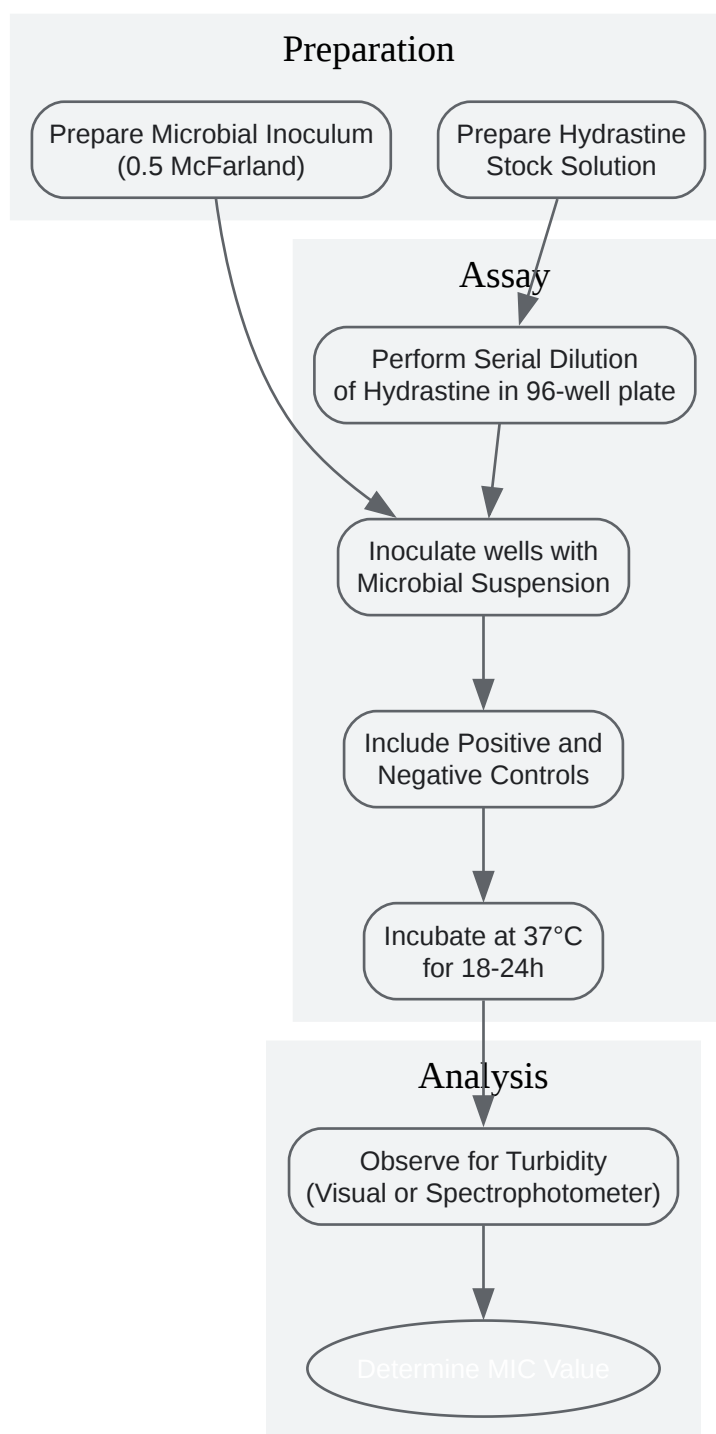 Preparation
Prepare Microbial Inoculum
(0.5 McFarland)
Prepare Hydrastine
Stock Solution
Assay
Perform Serial Dilution
of Hydrastine in 96-well plate
Inoculate wells with
Microbial Suspension
Include Positive and
Negative Controls
Incubate at 37°C
for 18-24h
Analysis
Observe for Turbidity
(Visual or Spectrophotometer)
Determine MIC Value